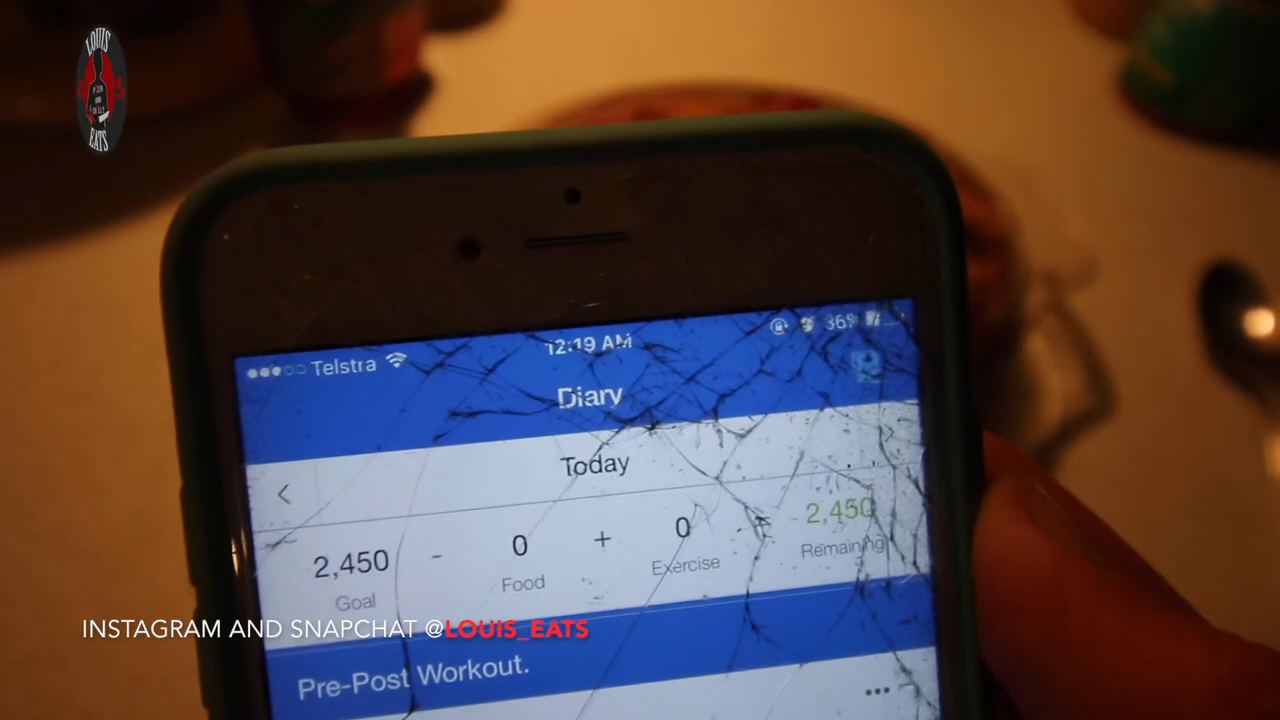 LOUIS
EATS
Telstra
12:19 AM
36%
Diary
Today
2,450 - 0 + 0 = 2,450
Goal Food Exercise Remaining
INSTAGRAM AND SNAPCHAT @LOUIS_EATS
Pre-Post Workout.